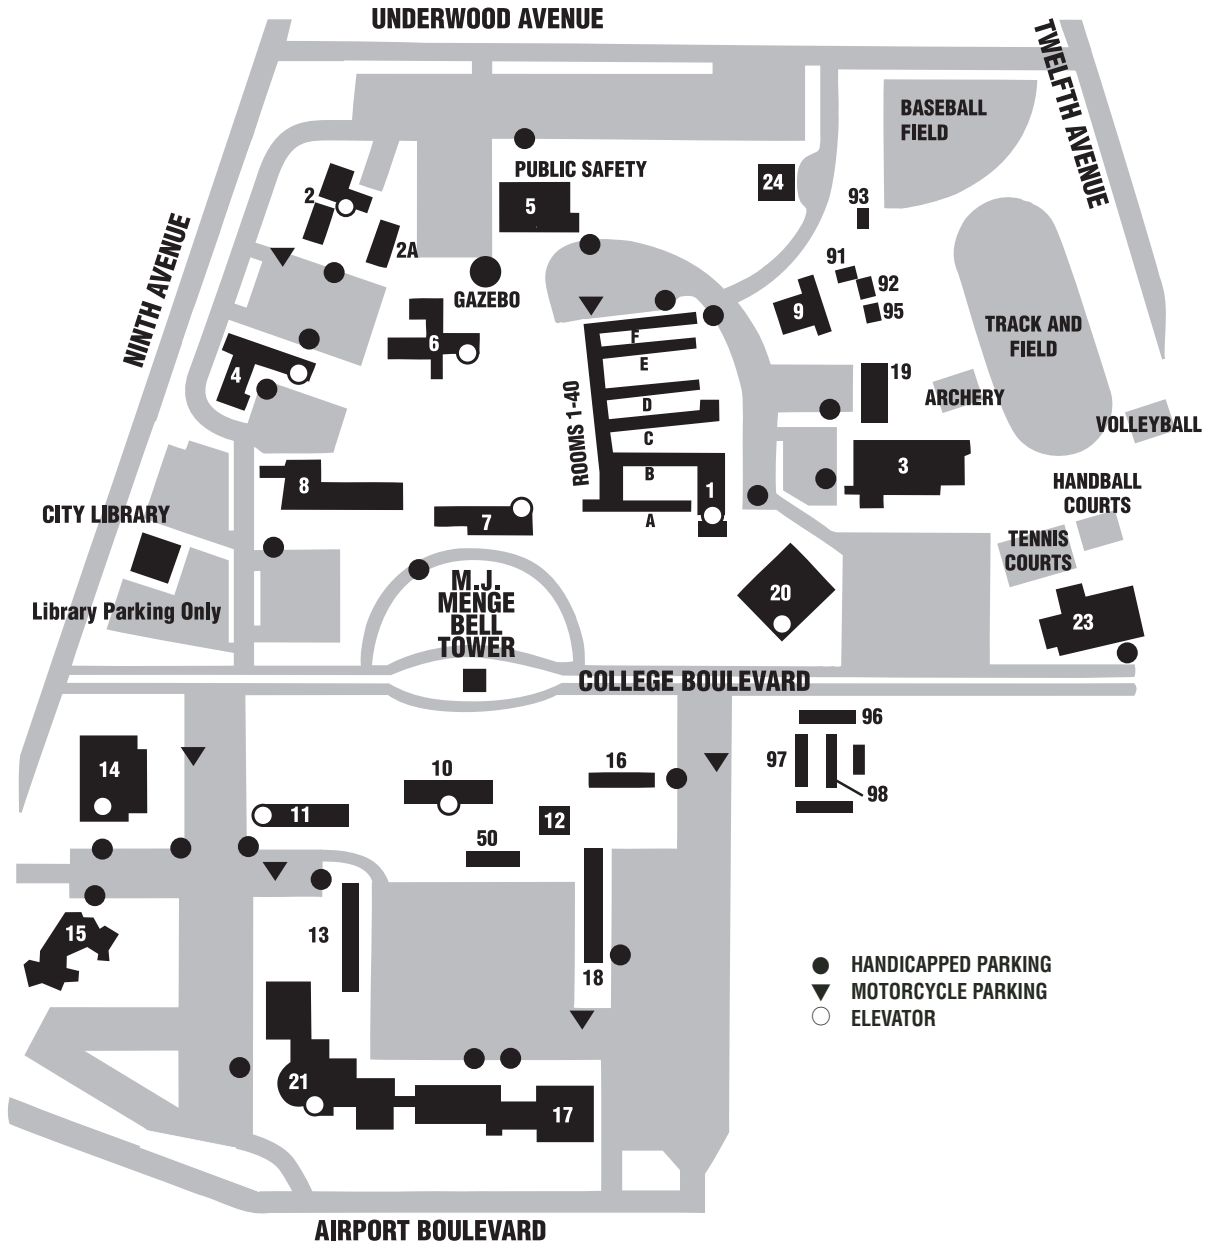 UNDERWOOD AVENUE
TWELFTH AVENUE
BASEBALL
FIELD
PUBLIC SAFETY
24
2
5
93
NINTH AVENUE
2A
91
GAZEBO
92
9
95
6
F
TRACK AND
FIELD
E
4
19
ROOMS 1-40
D
ARCHERY
C
VOLLEYBALL
8
B
3
1
HANDBALL
COURTS
CITY LIBRARY
7
A
TENNIS
COURTS
M.J.
MENGE
BELL
TOWER
20
Library Parking Only
23
COLLEGE BOULEVARD
96
14
10
16
97
98
11
12
50
15
13
18
HANDICAPPED PARKING
MOTORCYCLE PARKING
ELEVATOR
21
17
AIRPORT BOULEVARD